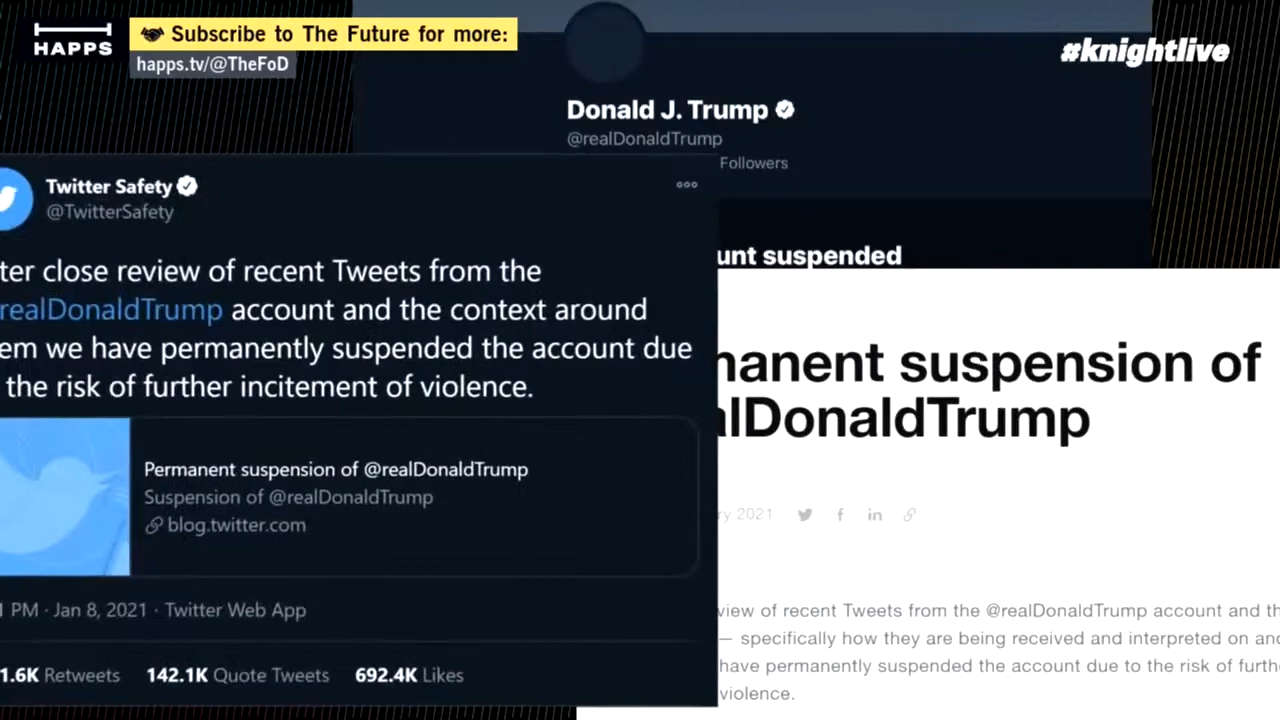 HAPPS
Subscribe to The Future for more:
happs.tv/@TheFoD
#knightlive
Donald J. Trump
@realDonaldTrump
Followers
Twitter Safety
@TwitterSafety
ter close review of recent Tweets from the
realDonaldTrump account and the context around
em we have permanently suspended the account due
the risk of further incitement of violence.
Permanent suspension of @realDonaldTrump
Suspension of @realDonaldTrump
blog.twitter.com
1 PM · Jan 8, 2021 · Twitter Web App
1.6K Retweets 142.1K Quote Tweets 692.4K Likes
unt suspended
nanent suspension of
alDonaldTrump
ry 2021
view of recent Tweets from the @realDonaldTrump account and th
— specifically how they are being received and interpreted on and
have permanently suspended the account due to the risk of furthe
violence.